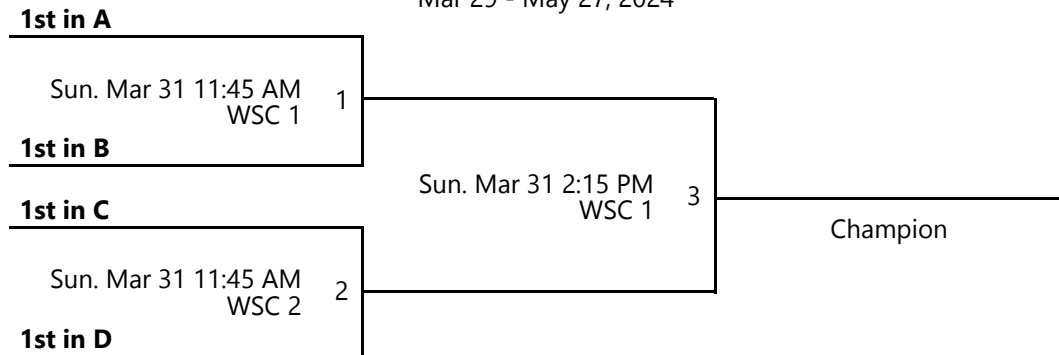 Mar 29 - May 27, 2024
1st in A
Sun. Mar 31 11:45 AM
WSC 1
1
1st in B
Sun. Mar 31 2:15 PM
WSC 1
3
1st in C
Champion
Sun. Mar 31 11:45 AM
WSC 2
2
1st in D